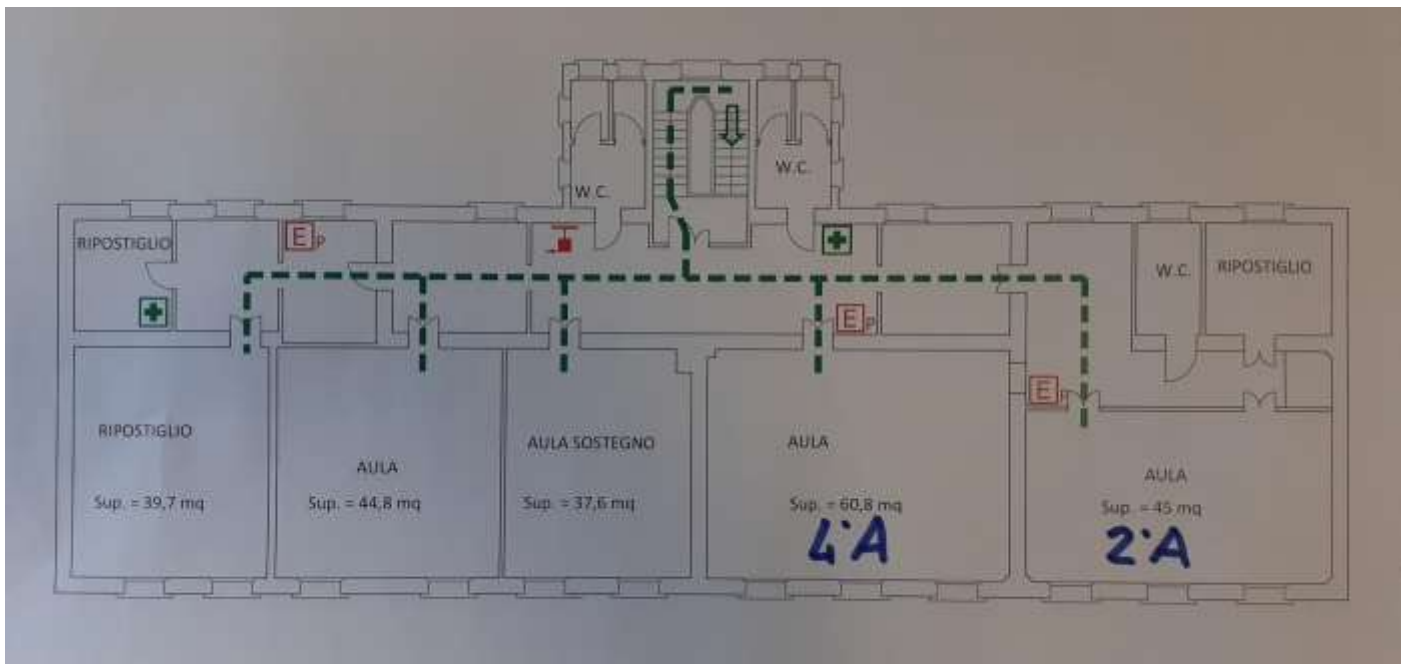 W.C.
W.C.
RIPOSTIGLIO
E P
W.C.
RIPOSTIGLIO
E P
E P
RIPOSTIGLIO
Sup. = 39,7 mq
AULA
Sup. = 44,8 mq
AULA SOSTEGNO
Sup. = 37,6 mq
AULA
Sup. = 60,8 mq
4°A
AULA
Sup. = 45 mq
2°A